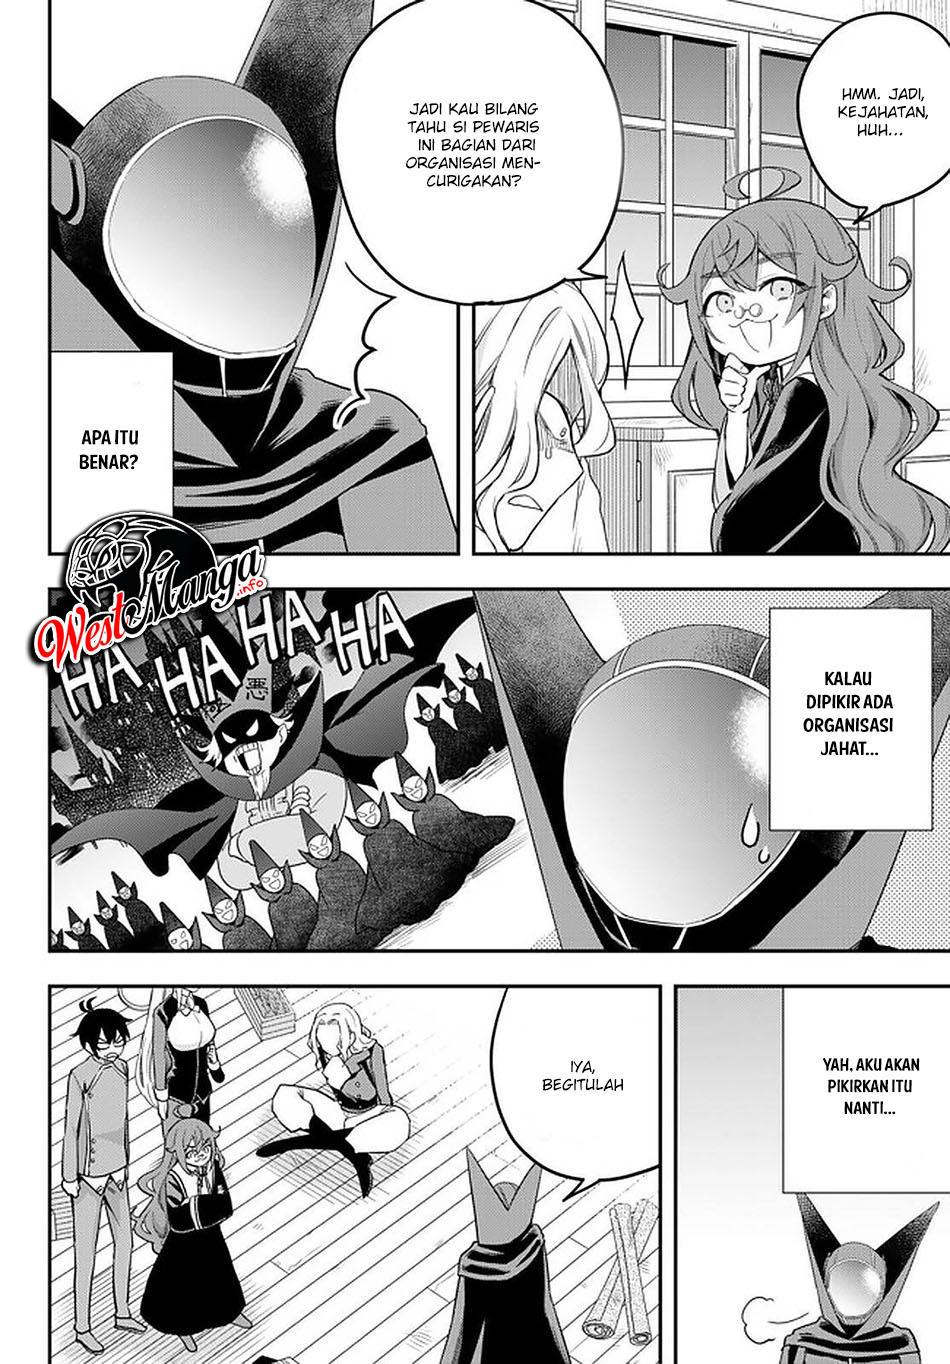 HMM. JADI,
KEJAHATAN,
HUH...
JADI KAU BILANG
TAHU SI PEWARIS
INI BAGIAN DARI
ORGANISASI MEN-
CURIGAKAN?
APA ITU
BENAR?
WestManga
.info
KALAU
DIPIKIR ADA
ORGANISASI
JAHAT...
HA HA HA HA
悪
YAH, AKU AKAN
PIKIRKAN ITU
NANTI...
IYA,
BEGITULAH